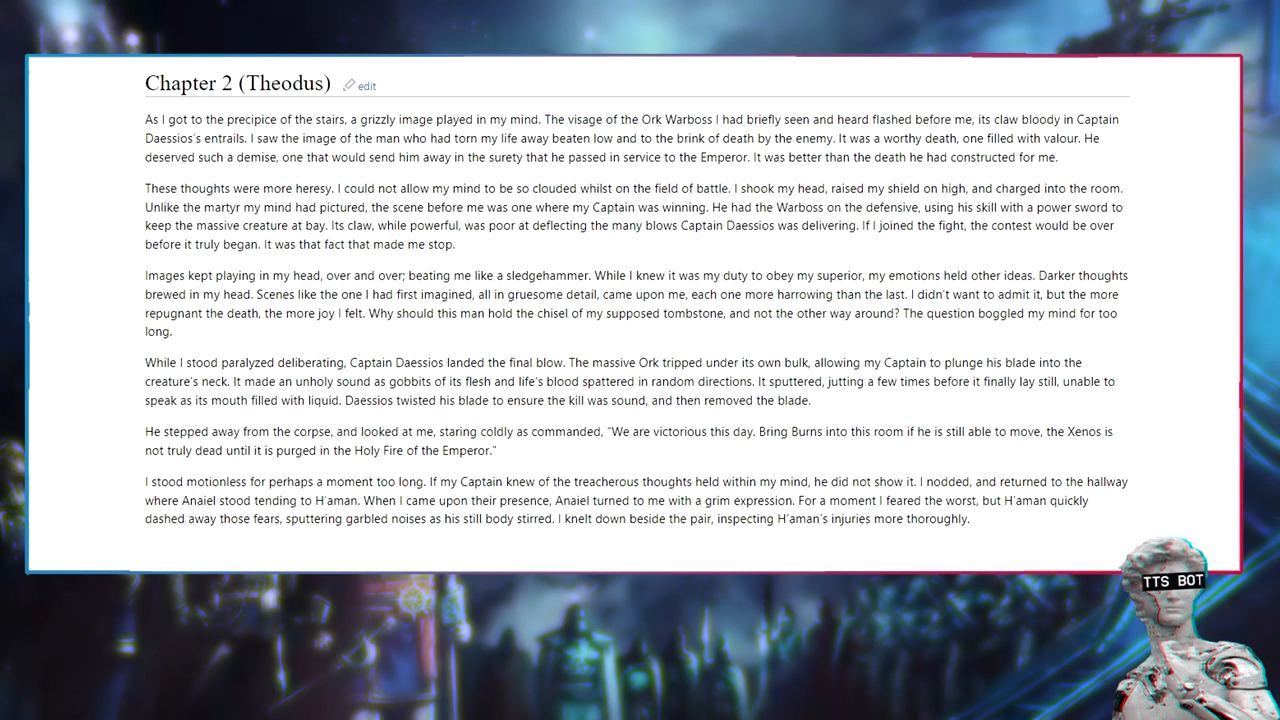 Chapter 2 (Theodus) edit
As I got to the precipice of the stairs, a grizzly image played in my mind. The visage of the Ork Warboss I had briefly seen and heard flashed before me, its claw bloody in Captain
Daessios's entrails. I saw the image of the man who had torn my life away beaten low and to the brink of death by the enemy. It was a worthy death, one filled with valour. He
deserved such a demise, one that would send him away in the surety that he passed in service to the Emperor. It was better than the death he had constructed for me.
These thoughts were more heresy. I could not allow my mind to be so clouded whilst on the field of battle. I shook my head, raised my shield on high, and charged into the room.
Unlike the martyr my mind had pictured, the scene before me was one where my Captain was winning. He had the Warboss on the defensive, using his skill with a power sword to
keep the massive creature at bay. Its claw, while powerful, was poor at deflecting the many blows Captain Daessios was delivering. If I joined the fight, the contest would be over
before it truly began. It was that fact that made me stop.
Images kept playing in my head, over and over; beating me like a sledgehammer. While I knew it was my duty to obey my superior, my emotions held other ideas. Darker thoughts
brewed in my head. Scenes like the one I had first imagined, all in gruesome detail, came upon me, each one more harrowing than the last. I didn't want to admit it, but the more
repugnant the death, the more joy I felt. Why should this man hold the chisel of my supposed tombstone, and not the other way around? The question boggled my mind for too
long.
While I stood paralyzed deliberating, Captain Daessios landed the final blow. The massive Ork tripped under its own bulk, allowing my Captain to plunge his blade into the
creature's neck. It made an unholy sound as gobbits of its flesh and life's blood spattered in random directions. It sputtered, jutting a few times before it finally lay still, unable to
speak as its mouth filled with liquid. Daessios twisted his blade to ensure the kill was sound, and then removed the blade.
He stepped away from the corpse, and looked at me, staring coldly as commanded, "We are victorious this day. Bring Burns into this room if he is still able to move, the Xenos is
not truly dead until it is purged in the Holy Fire of the Emperor."
I stood motionless for perhaps a moment too long. If my Captain knew of the treacherous thoughts held within my mind, he did not show it. I nodded, and returned to the hallway
where Anaiel stood tending to H'aman. When I came upon their presence, Anaiel turned to me with a grim expression. For a moment I feared the worst, but H'aman quickly
dashed away those fears, sputtering garbled noises as his still body stirred. I knelt down beside the pair, inspecting H'aman's injuries more thoroughly.
TTS BOT